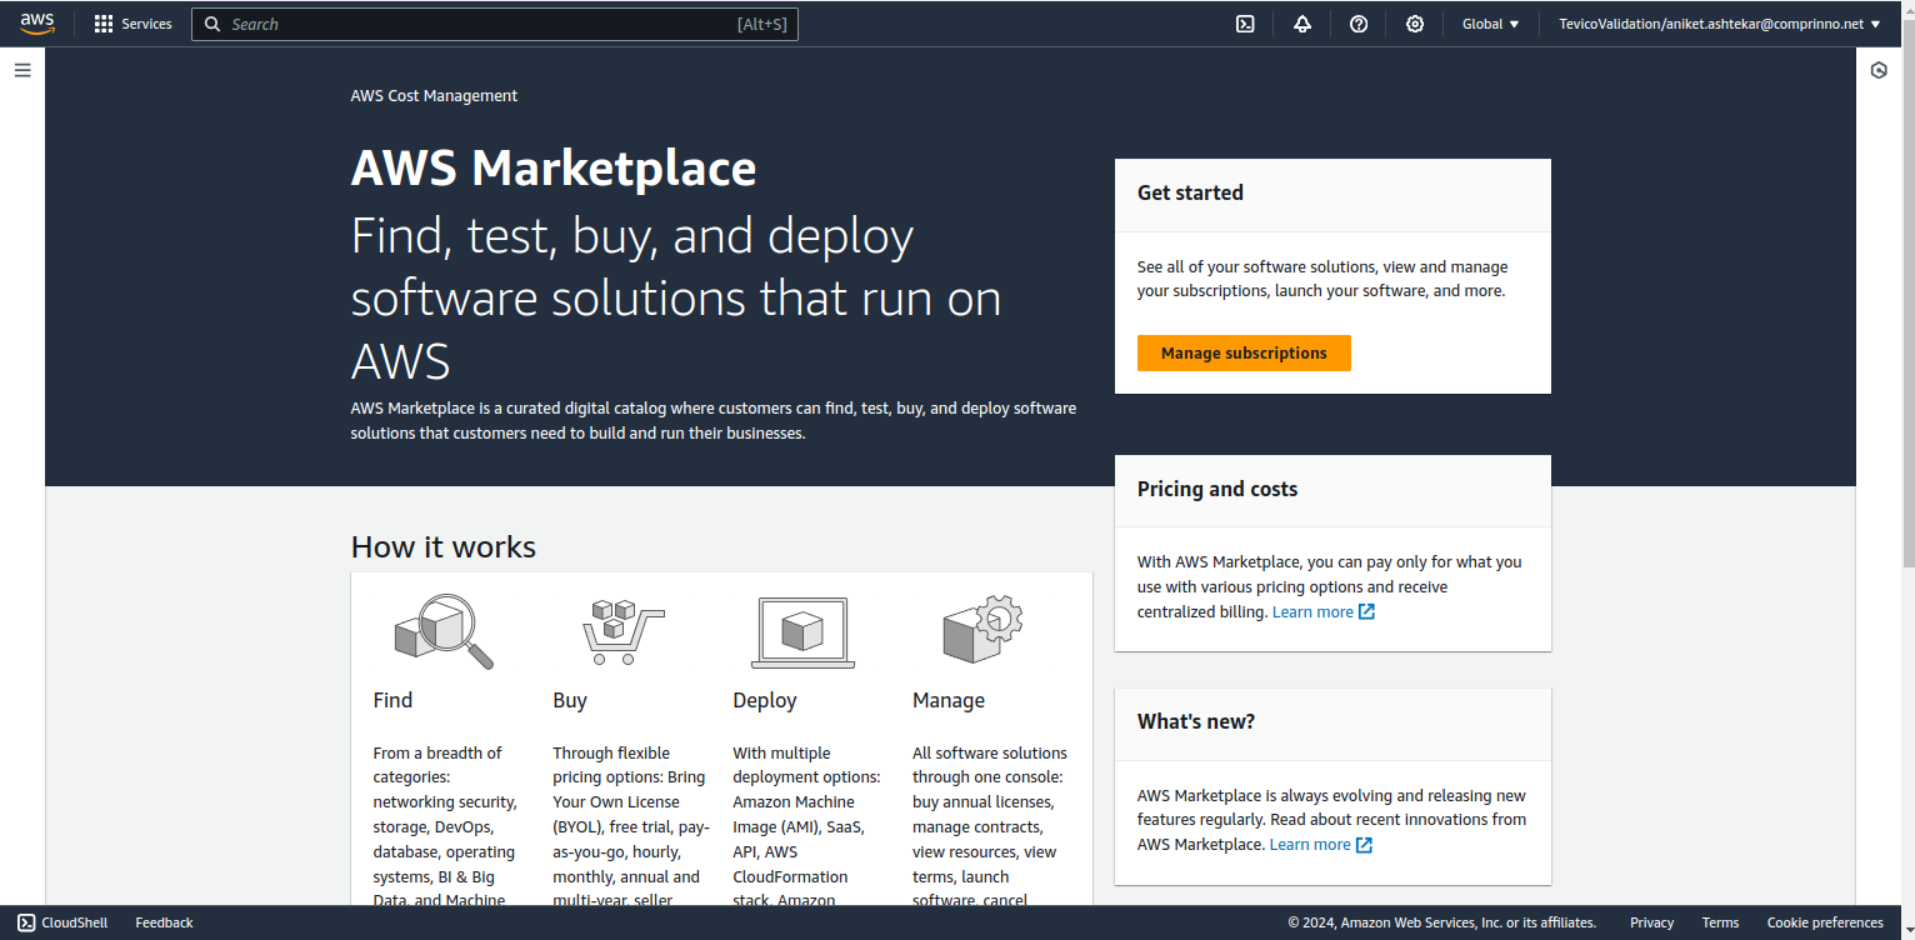 aws
Services
Search
[Alt+S]
Global
TevicoValidation/aniket.ashtekar@comprinno.net
AWS Cost Management
AWS Marketplace
Find, test, buy, and deploy
software solutions that run on
AWS
AWS Marketplace is a curated digital catalog where customers can find, test, buy, and deploy software
solutions that customers need to build and run their businesses.
Get started
See all of your software solutions, view and manage
your subscriptions, launch your software, and more.
Manage subscriptions
Pricing and costs
With AWS Marketplace, you can pay only for what you
use with various pricing options and receive
centralized billing. Learn more
What's new?
AWS Marketplace is always evolving and releasing new
features regularly. Read about recent innovations from
AWS Marketplace. Learn more
How it works
Find
From a breadth of
categories:
networking security,
storage, DevOps,
database, operating
systems, BI & Big
Data, and Machine
Buy
Through flexible
pricing options: Bring
Your Own License
(BYOL), free trial, pay-
as-you-go, hourly,
monthly, annual and
multi-year, seller
Deploy
With multiple
deployment options:
Amazon Machine
Image (AMI), SaaS,
API, AWS
CloudFormation
stack, Amazon
Manage
All software solutions
through one console:
buy annual licenses,
manage contracts,
view resources, view
terms, launch
software, cancel
CloudShell
Feedback
© 2024, Amazon Web Services, Inc. or its affiliates.
Privacy
Terms
Cookie preferences